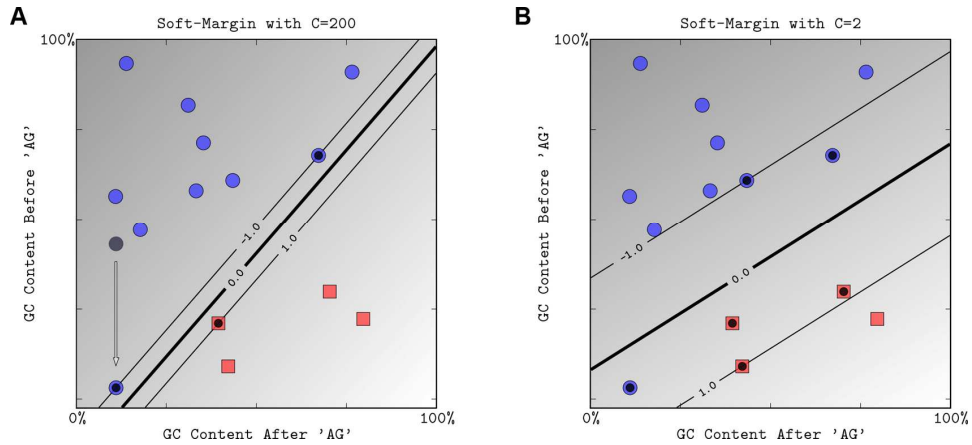 A
Soft-Margin with C=200
100%
GC Content Before 'AG'
-1.0
0.0
1.0
0%
100%
GC Content After 'AG'
B
Soft-Margin with C=2
100%
GC Content Before 'AG'
-1.0
0.0
1.0
0%
100%
GC Content After 'AG'